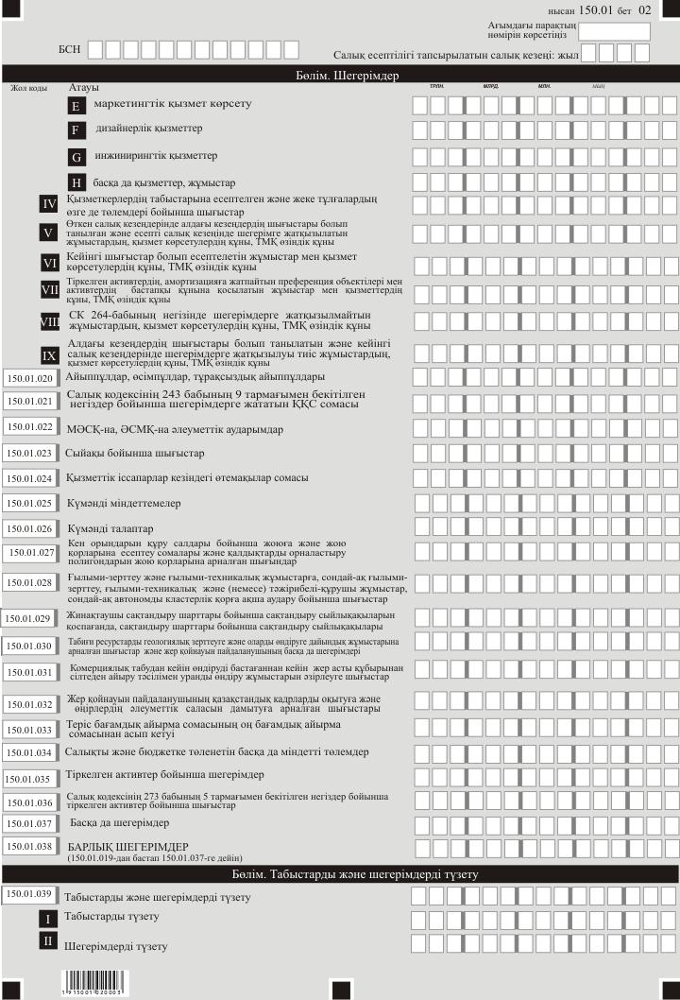 нысан 150.01 бет 02
Ағымдағы парақтың
нөмірін көрсетіңіз
БСН
Салық есептілігі тапсырылатын салық кезеңі: жыл
Бөлім. Шегерімдер
Жол коды Атауы ТРЛН. МЛРД. МЛН. МЫҢ
E маркетингтік қызмет көрсету
F дизайнерлік қызметтер
G инжинирингтік қызметтер
H басқа да қызметтер, жұмыстар
IV Қызметкерлердің табыстарына есептелген және жеке тұлғалардың
өзге де төлемдері бойынша шығыстар
V Өткен салық кезеңдерінде алдағы кезеңдердің шығыстары болып
танылған және есепті салық кезеңінде шегерімге жатқызылатын
жұмыстардың, қызмет көрсетулердің құны, ТМҚ өзіндік құны
VI Кейінгі шығыстар болып есептелетін жұмыстар мен қызмет
көрсетулердің құны, ТМҚ өзіндік құны
VII Тіркелген активтердің, амортизацияға жатпайтын преференция объектілері мен
активтердің бастапқы құнына қосылатын жұмыстар мен қызметтердің
құны, ТМҚ өзіндік құны
VIII СК 264-бабының негізінде шегерімдерге жатқызылмайтын
жұмыстардың, қызмет көрсетулердің құны, ТМҚ өзіндік құны
IX Алдағы кезеңдердің шығыстары болып танылатын және кейінгі
салық кезеңдерінде шегерімдерге жатқызылуы тиіс жұмыстардың,
қызмет көрсетулердің құны, ТМҚ өзіндік құны
150.01.020 Айыппұлдар, өсімпұлдар, тұрақсыздық айыппұлдары
150.01.021 Салық кодексінің 243 бабының 9 тармағымен бекітілген
негіздер бойынша шегерімдерге жататын ҚҚС сомасы
150.01.022 МӘСҚ-на, ӘСМҚ-на әлеуметтік аударымдар
150.01.023 Сыйақы бойынша шығыстар
150.01.024 Қызметтік іссапарлар кезіндегі өтемақылар сомасы
150.01.025 Күмәнді міндеттемелер
150.01.026 Күмәнді талаптар
150.01.027 Кен орындарын құру салдары бойынша жоюға және жою
қорларына есептеу сомалары және қалдықтарды орналастыру
полигондарын жою қорларына арналған шығындар
150.01.028 Ғылыми-зерттеу және ғылыми-техникалық жұмыстарға, сондай-ақ ғылыми-
зерттеу, ғылыми-техникалық және (немесе) тәжірибелі-құрушы жұмыстар,
сондай-ақ автономды кластерлік қорға ақша аудару бойынша шығыстар
150.01.029 Жинақтаушы сақтандыру шарттары бойынша сақтандыру сыйлықақыларын
қоспағанда, сақтандыру шарттары бойынша сақтандыру сыйлықақылары
150.01.030 Табиғи ресурстарды геологиялық зерттеуге және оларды өндіруге дайындық жұмыстарына
арналған шығыстар және жер қойнауын пайдаланушының басқа да шегерімдері
150.01.031 Комерциялық табудан кейін өндіруді бастағаннан кейін жер асты құбырынан
сілтеден айыру тәсілімен уранды өндіру жұмыстарын әзірлеуге шығыстар
150.01.032 Жер қойнауын пайдаланушының қазақстандық кадрларды оқытуға және
өңірлердің әлеуметтік саласын дамытуға арналған шығыстары
150.01.033 Теріс бағамдық айырма сомасының оң бағамдық айырма
сомасынан асып кетуі
150.01.034 Салықты және бюджетке төленетін басқа да міндетті төлемдер
150.01.035 Тіркелген активтер бойынша шегерімдер
150.01.036 Салық кодексінің 273 бабының 5 тармағымен бекітілген негіздер бойынша
тіркелген активтер бойынша шығыстар
150.01.037 Басқа да шегерімдер
150.01.038 БАРЛЫҚ ШЕГЕРІМДЕР
(150.01.019-дан бастап 150.01.037-ге дейін)
Бөлім. Табыстарды және шегерімдерді түзету
150.01.039 Табыстарды және шегерімдерді түзету
I Табыстарды түзету
II Шегерімдерді түзету
1 915001 020003